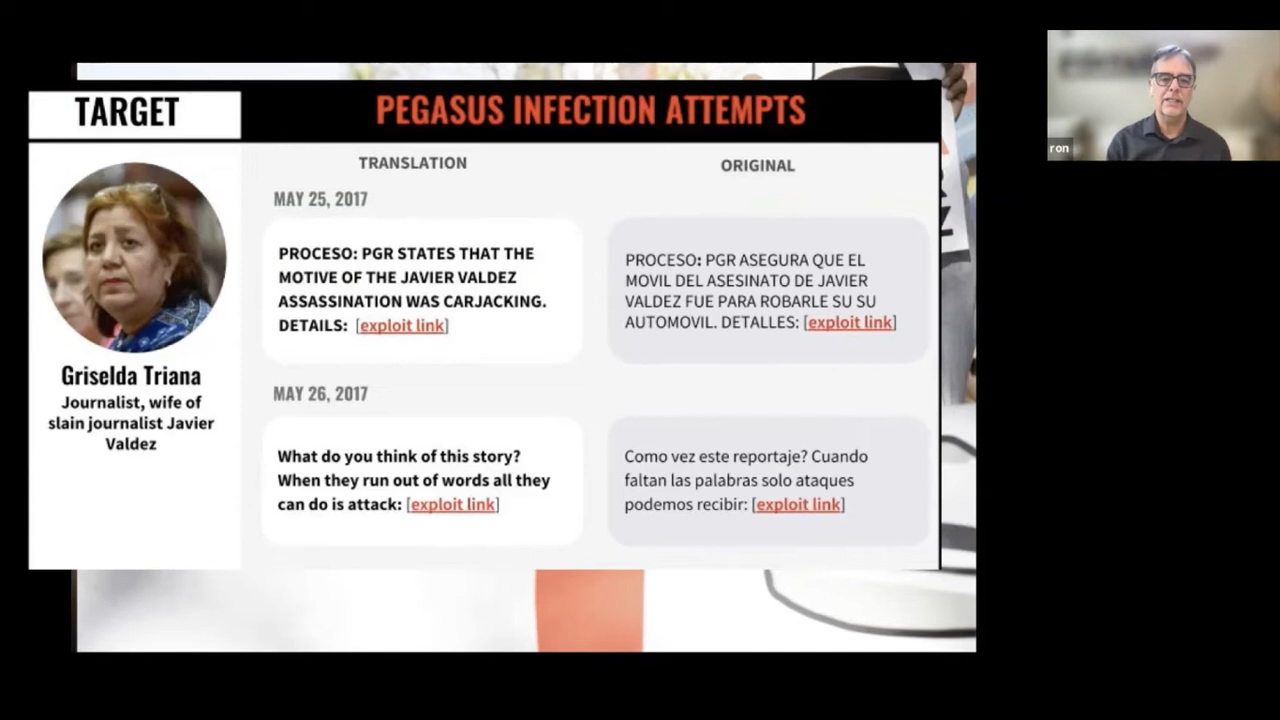 TARGET
PEGASUS INFECTION ATTEMPTS
Griselda Triana
Journalist, wife of
slain journalist Javier
Valdez
TRANSLATION
ORIGINAL
MAY 25, 2017
PROCESO: PGR STATES THAT THE
MOTIVE OF THE JAVIER VALDEZ
ASSASSINATION WAS CARJACKING.
DETAILS: [exploit link]
PROCESO: PGR ASEGURA QUE EL
MOVIL DEL ASESINATO DE JAVIER
VALDEZ FUE PARA ROBARLE SU SU
AUTOMOVIL. DETALLES: [exploit link]
MAY 26, 2017
What do you think of this story?
When they run out of words all they
can do is attack: [exploit link]
Como vez este reportaje? Cuando
faltan las palabras solo ataques
podemos recibir: [exploit link]
ron